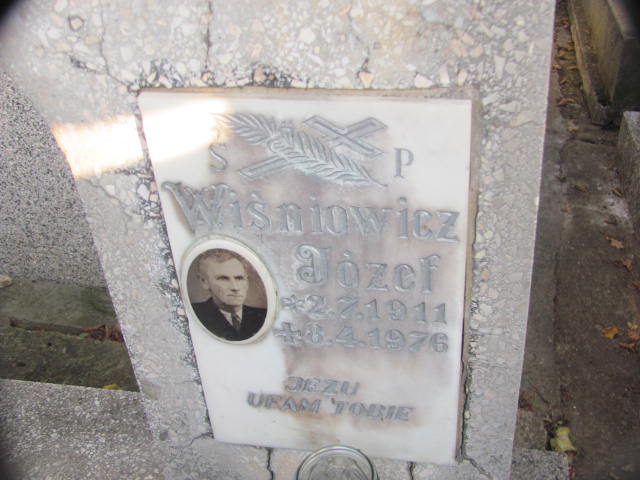 Ś P
Wiśniowicz
Józef
*2.7.1911
+8.4.1976
JEZU
UFAM TOBIE